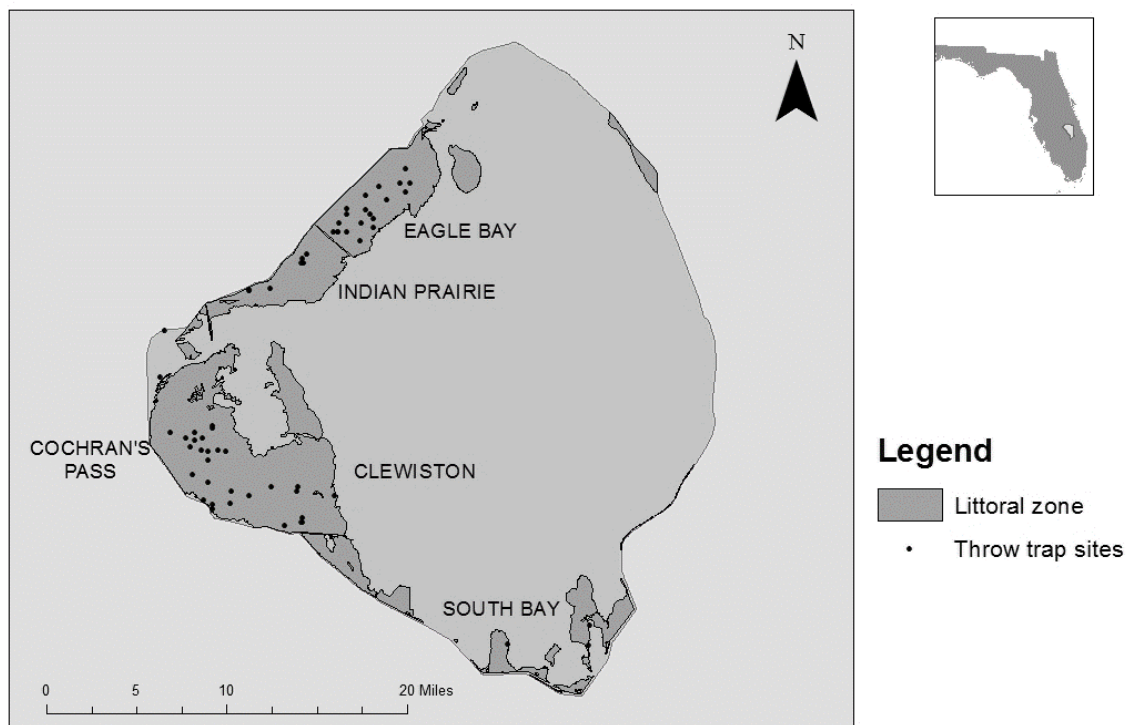 N
EAGLE BAY
INDIAN PRAIRIE
COCHRAN'S
PASS
CLEWISTON
SOUTH BAY
0 5 10 20 Miles
Legend
Littoral zone
Throw trap sites